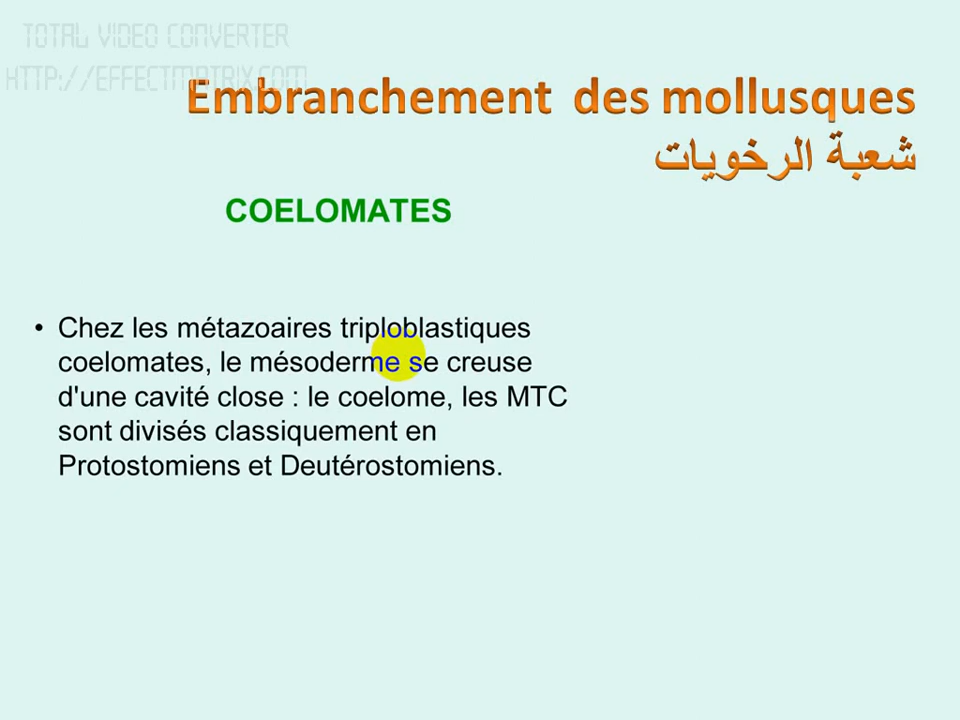 TOTAL VIDEO CONVERTER
HTTP://EFFECTMATRIX.COM
Embranchement des mollusques
شعبة الرخويات
COELOMATES
• Chez les métazoaires triploblastiques
coelomates, le mésoderme se creuse
d'une cavité close : le coelome, les MTC
sont divisés classiquement en
Protostomiens et Deutérostomiens.